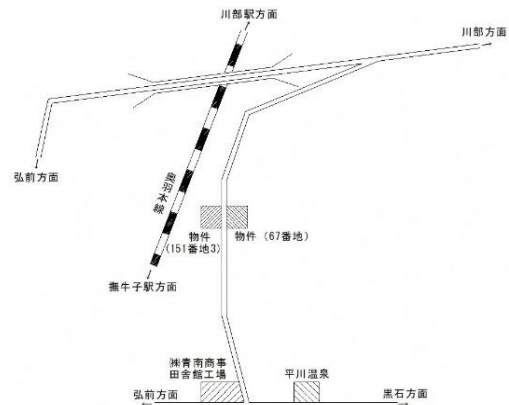 川部駅方面
川部方面
弘前方面
奥羽本線
物件
(151番地3)
物件 (67番地)
撫牛子駅方面
㈱青南商事
田舎館工場
平川温泉
弘前方面
黒石方面